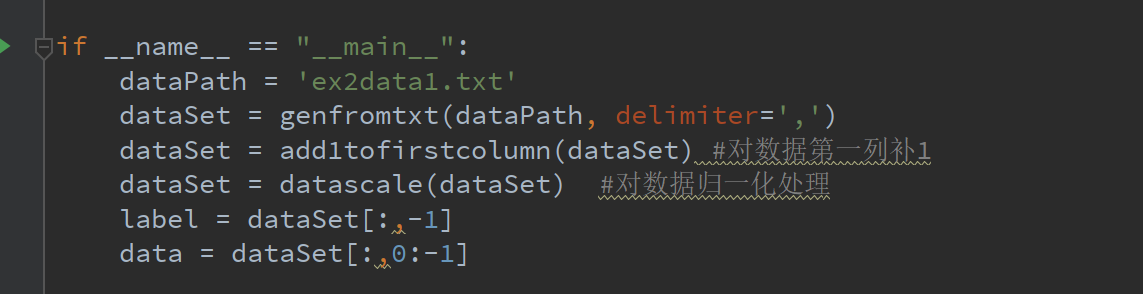 if __name__ == "__main__":
dataPath = 'ex2data1.txt'
dataSet = genfromtxt(dataPath, delimiter=',')
dataSet = add1tofirstcolumn(dataSet) #对数据第一列补1
dataSet = datascale(dataSet)  #对数据归一化处理
label = dataSet[:,-1]
data = dataSet[:,0:-1]